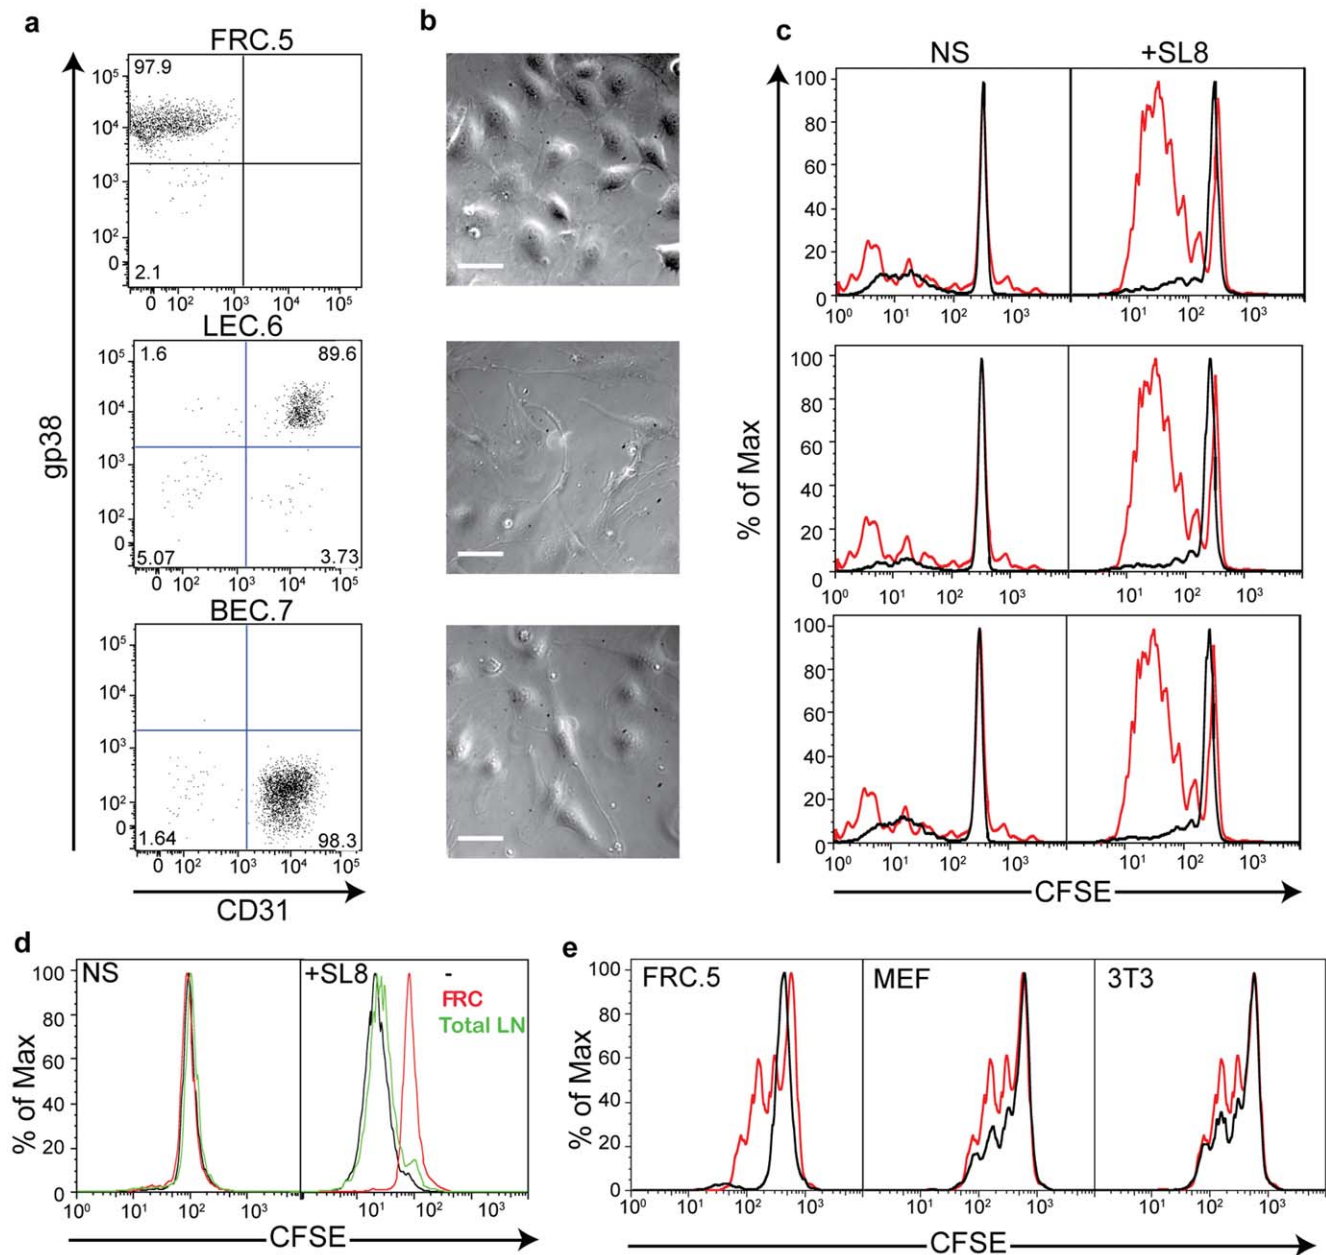 a
FRC.5
gp38
97.9
2.1
10⁵
10⁴
10³
10²
0
0 10² 10³ 10⁴ 10⁵
LEC.6
1.6 89.6
5.07 3.73
10⁵
10⁴
10³
10²
0
0 10² 10³ 10⁴ 10⁵
BEC.7
1.64 98.3
10⁵
10⁴
10³
10²
0
0 10² 10³ 10⁴ 10⁵
CD31
b
c
NS +SL8
% of Max
100
80
60
40
20
0
10⁰ 10¹ 10² 10³ 10¹ 10² 10³
100
80
60
40
20
0
10⁰ 10¹ 10² 10³ 10¹ 10² 10³
100
80
60
40
20
0
10⁰ 10¹ 10² 10³ 10¹ 10² 10³
CFSE
d
NS +SL8 -
FRC
Total LN
% of Max
100
80
60
40
20
0
10¹ 10² 10³ 10¹ 10² 10³
CFSE
e
FRC.5 MEF 3T3
% of Max
100
80
60
40
20
0
10¹ 10² 10³ 10¹ 10² 10³ 10¹ 10² 10³
CFSE